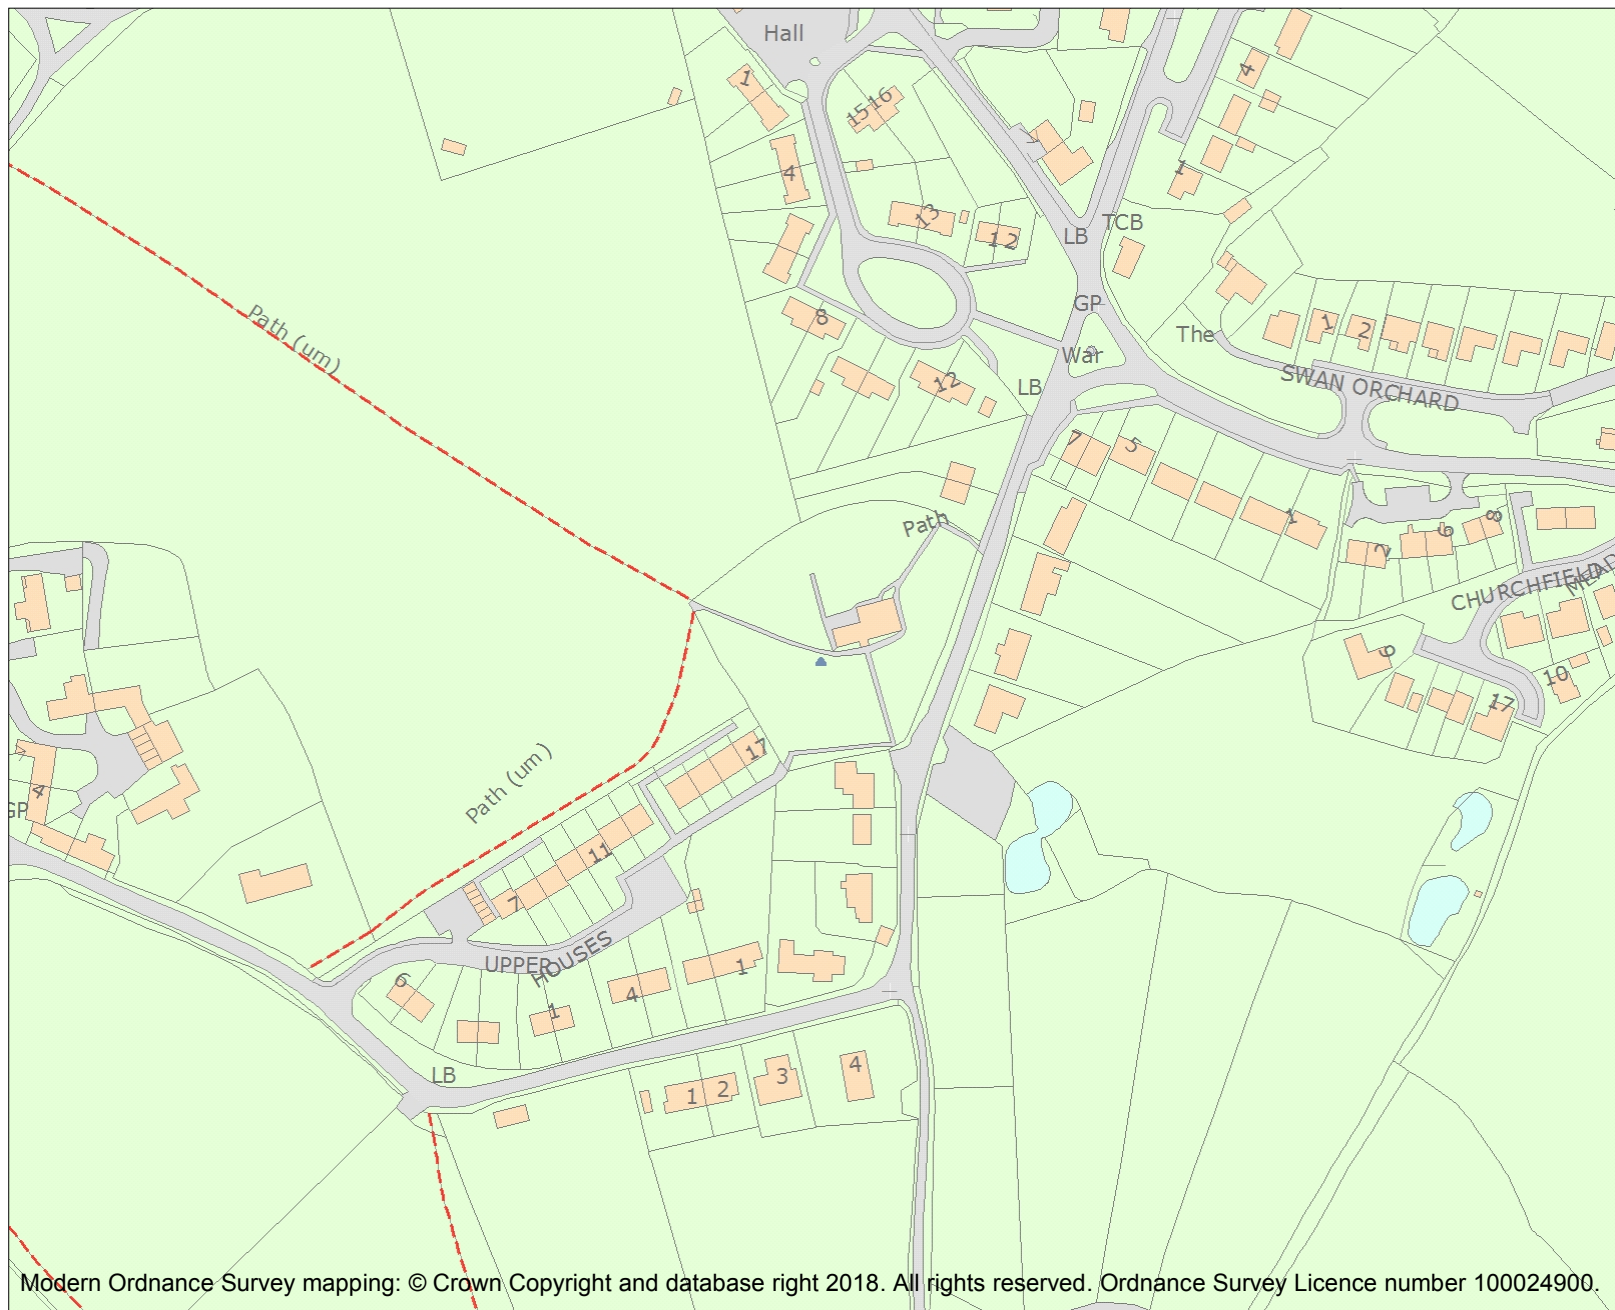 Hall
1
4
15 16
4
1
13
12
TCB
LB
8
GP
The
1
2
War
Path (um)
12
LB
SWAN ORCHARD
7
5
1
Path
2
6
8
CHURCHFIELD
MEAD
9
10
17
Path (um)
17
4
GP
11
7
UPPER HOUSES
6
1
4
1
LB
1
2
3
4
Modern Ordnance Survey mapping: © Crown Copyright and database right 2018. All rights reserved. Ordnance Survey Licence number 100024900.